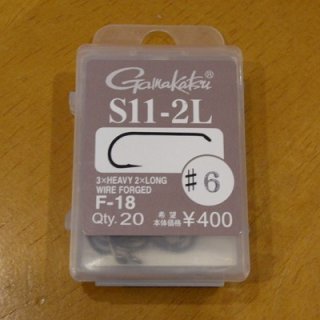 Gamakatsu®
S11-2L
3×HEAVY 2×LONG
WIRE FORGED
#6
F-18
Qty. 20 希望本体価格 ¥400